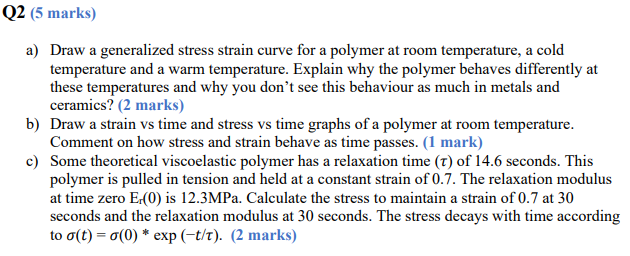 Q2 (5 marks)
a) Draw a generalized stress strain curve for a polymer at room temperature, a cold
temperature and a warm temperature. Explain why the polymer behaves differently at
these temperatures and why you don't see this behaviour as much in metals and
ceramics? (2 marks)
b) Draw a strain vs time and stress vs time graphs of a polymer at room temperature.
Comment on how stress and strain behave as time passes. (1 mark)
c) Some theoretical viscoelastic polymer has a relaxation time (τ) of 14.6 seconds. This
polymer is pulled in tension and held at a constant strain of 0.7. The relaxation modulus
at time zero Er(0) is 12.3MPa. Calculate the stress to maintain a strain of 0.7 at 30
seconds and the relaxation modulus at 30 seconds. The stress decays with time according
to σ(t) = σ(0) * exp (−t/τ). (2 marks)